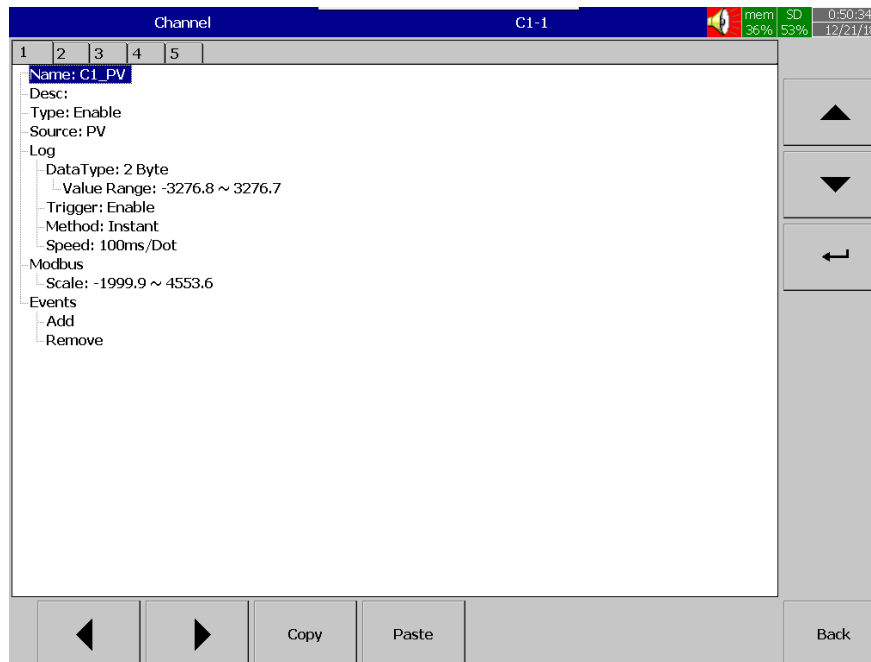 Channel
C1-1
mem
36%
SD
53%
0:50:34
1 2 3 4 5
Name: C1_PV
Desc:
Type: Enable
Source: PV
Log
DataType: 2 Byte
Value Range: -3276.8 ~ 3276.7
Trigger: Enable
Method: Instant
Speed: 100ms/Dot
Modbus
Scale: -1999.9 ~ 4553.6
Events
Add
Remove
Copy
Paste
Back